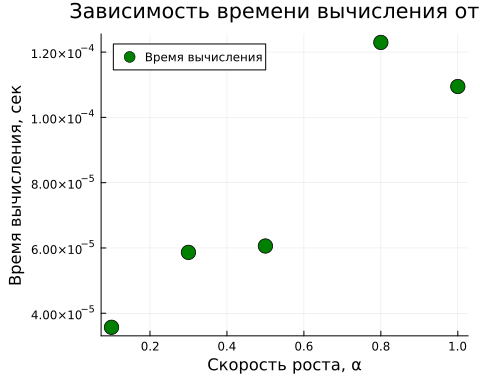 Зависимость времени вычисления от
Время вычисления
1.20×10⁻⁴
1.00×10⁻⁴
8.00×10⁻⁵
6.00×10⁻⁵
4.00×10⁻⁵
Время вычисления, сек
0.2 0.4 0.6 0.8 1.0
Скорость роста, α